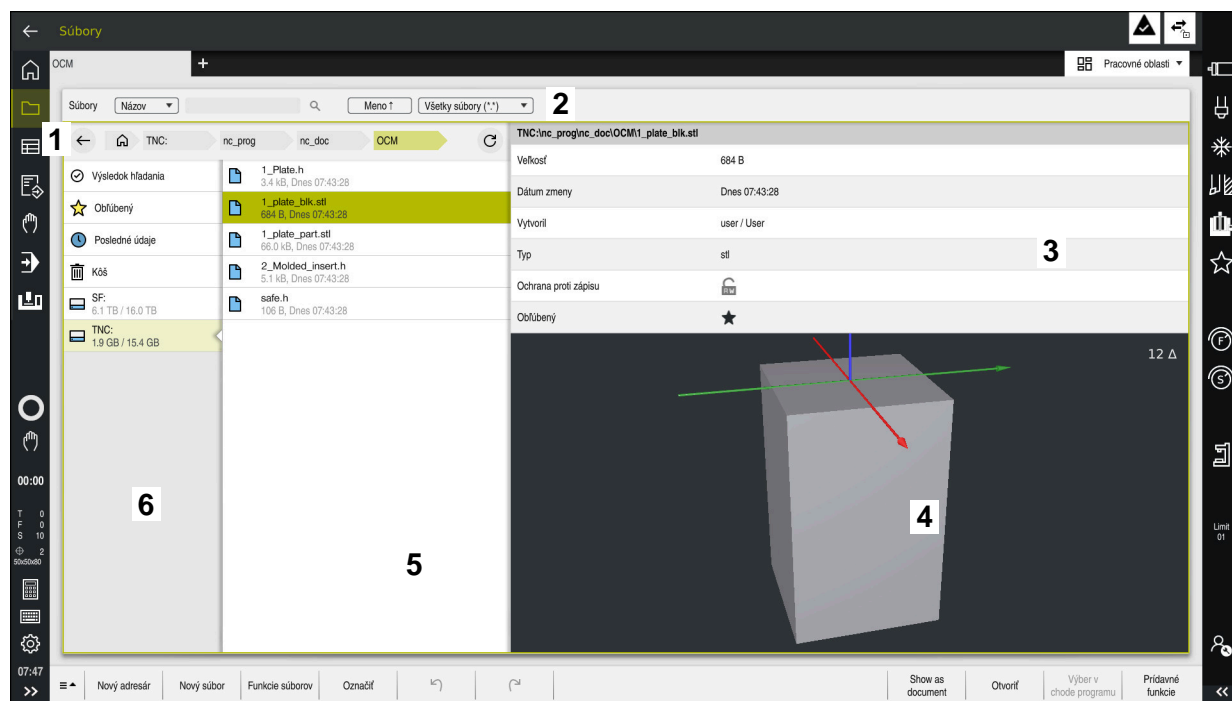 Súbory
OCM
+
Pracovné oblasti
Súbory
Názov
Meno ↑
Všetky súbory (*.*)
2
1
TNC:
nc_prog
nc_doc
OCM
Výsledok hľadania
Obľúbený
Posledné údaje
Kôš
SF:
6.1 TB / 16.0 TB
TNC:
1.9 GB / 15.4 GB
6
1_Plate.h
3.4 kB, Dnes 07:43:28
1_plate_blk.stl
684 B, Dnes 07:43:28
1_plate_part.stl
66.0 kB, Dnes 07:43:28
2_Molded_insert.h
5.1 kB, Dnes 07:43:28
safe.h
106 B, Dnes 07:43:28
5
TNC:\nc_prog\nc_doc\OCM\1_plate_blk.stl
Veľkosť 684 B
Dátum zmeny Dnes 07:43:28
Vytvoril user / User
Typ stl
3
Ochrana proti zápisu RW
Obľúbený
12 Δ
4
00:00
T 0
F 0
S 10
2
50x50x80
07:47
F
S
Limit
01
Nový adresár
Nový súbor
Funkcie súborov
Označiť
Show as
document
Otvoriť
Výber v
chode programu
Prídavné
funkcie